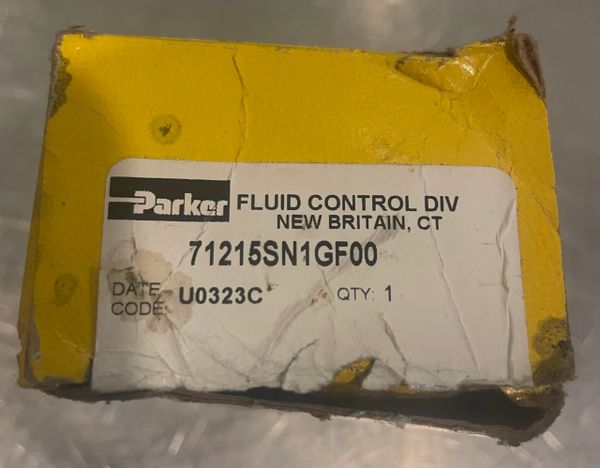 Parker FLUID CONTROL DIV
NEW BRITAIN, CT
71215SN1GF00
DATE
CODE: U0323C QTY: 1